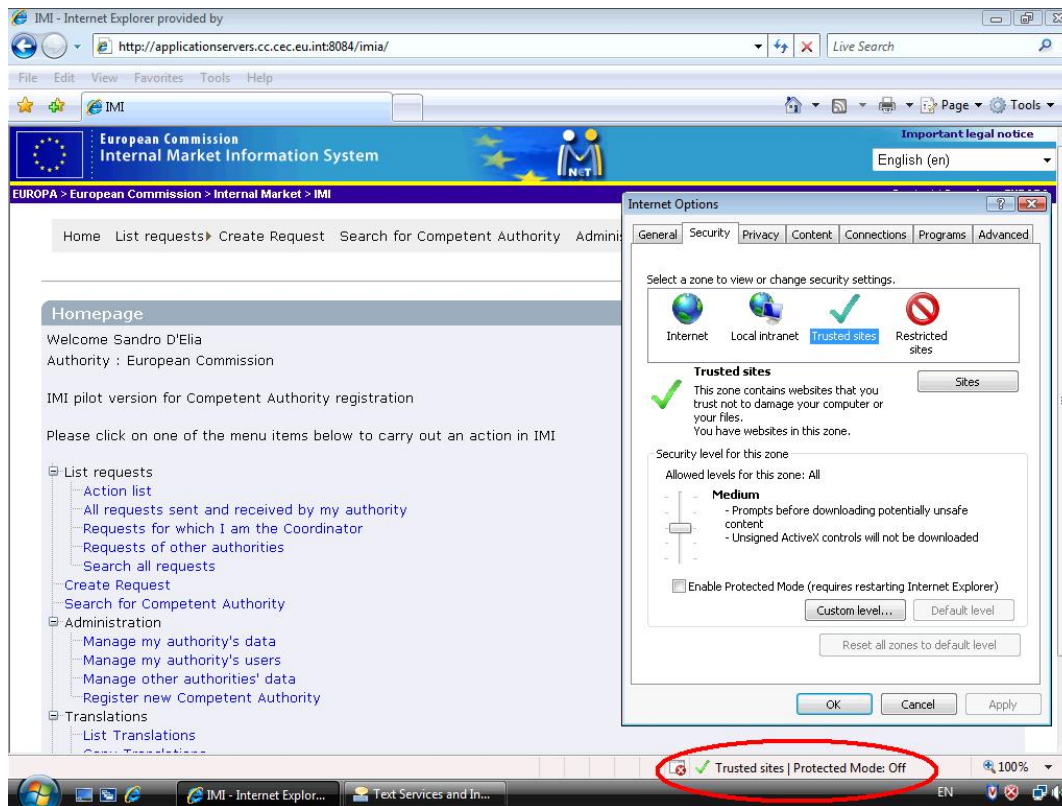 IMI - Internet Explorer provided by
http://applicationservers.cc.cec.eu.int:8084/imia/
Live Search
File Edit View Favorites Tools Help
IMI
Page Tools
European Commission
Internal Market Information System
NET
Important legal notice
English (en)
EUROPA > European Commission > Internal Market > IMI
Home List requests Create Request Search for Competent Authority
Homepage
Welcome Sandro D'Elia
Authority : European Commission
IMI pilot version for Competent Authority registration
Please click on one of the menu items below to carry out an action in IMI
List requests
Action list
All requests sent and received by my authority
Requests for which I am the Coordinator
Requests of other authorities
Search all requests
Create Request
Search for Competent Authority
Administration
Manage my authority's data
Manage my authority's users
Manage other authorities' data
Register new Competent Authority
Translations
List Translations
Internet Options
General Security Privacy Content Connections Programs Advanced
Select a zone to view or change security settings.
Internet Local intranet Trusted sites Restricted
sites
Trusted sites
Sites
This zone contains websites that you
trust not to damage your computer or
your files.
You have websites in this zone.
Security level for this zone
Allowed levels for this zone: All
Medium
- Prompts before downloading potentially unsafe
content
- Unsigned ActiveX controls will not be downloaded
Enable Protected Mode (requires restarting Internet Explorer)
Custom level... Default level
Reset all zones to default level
OK Cancel Apply
Trusted sites | Protected Mode: Off
100%
IMI - Internet Explor... Text Services and In... EN